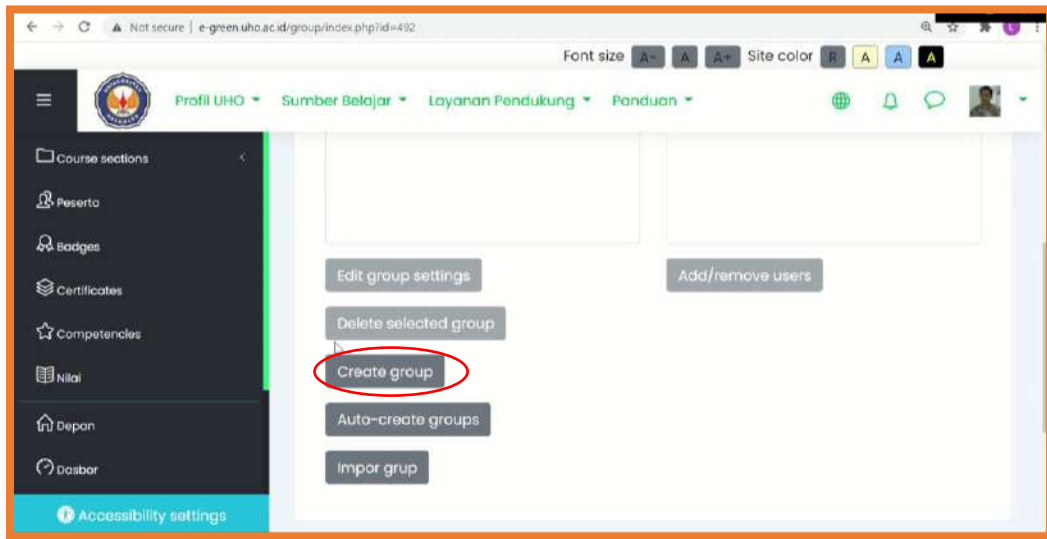 Not secure | e-green.uho.ac.id/group/index.php?id=492
Font size A- A A+ Site color R A A A
Profil UHO Sumber Belajar Layanan Pendukung Panduan
Course sections
Peserta
Badges
Certificates
Competencies
Nilai
Depan
Dasbor
Accessibility settings
Edit group settings
Add/remove users
Delete selected group
Create group
Auto-create groups
Impor grup